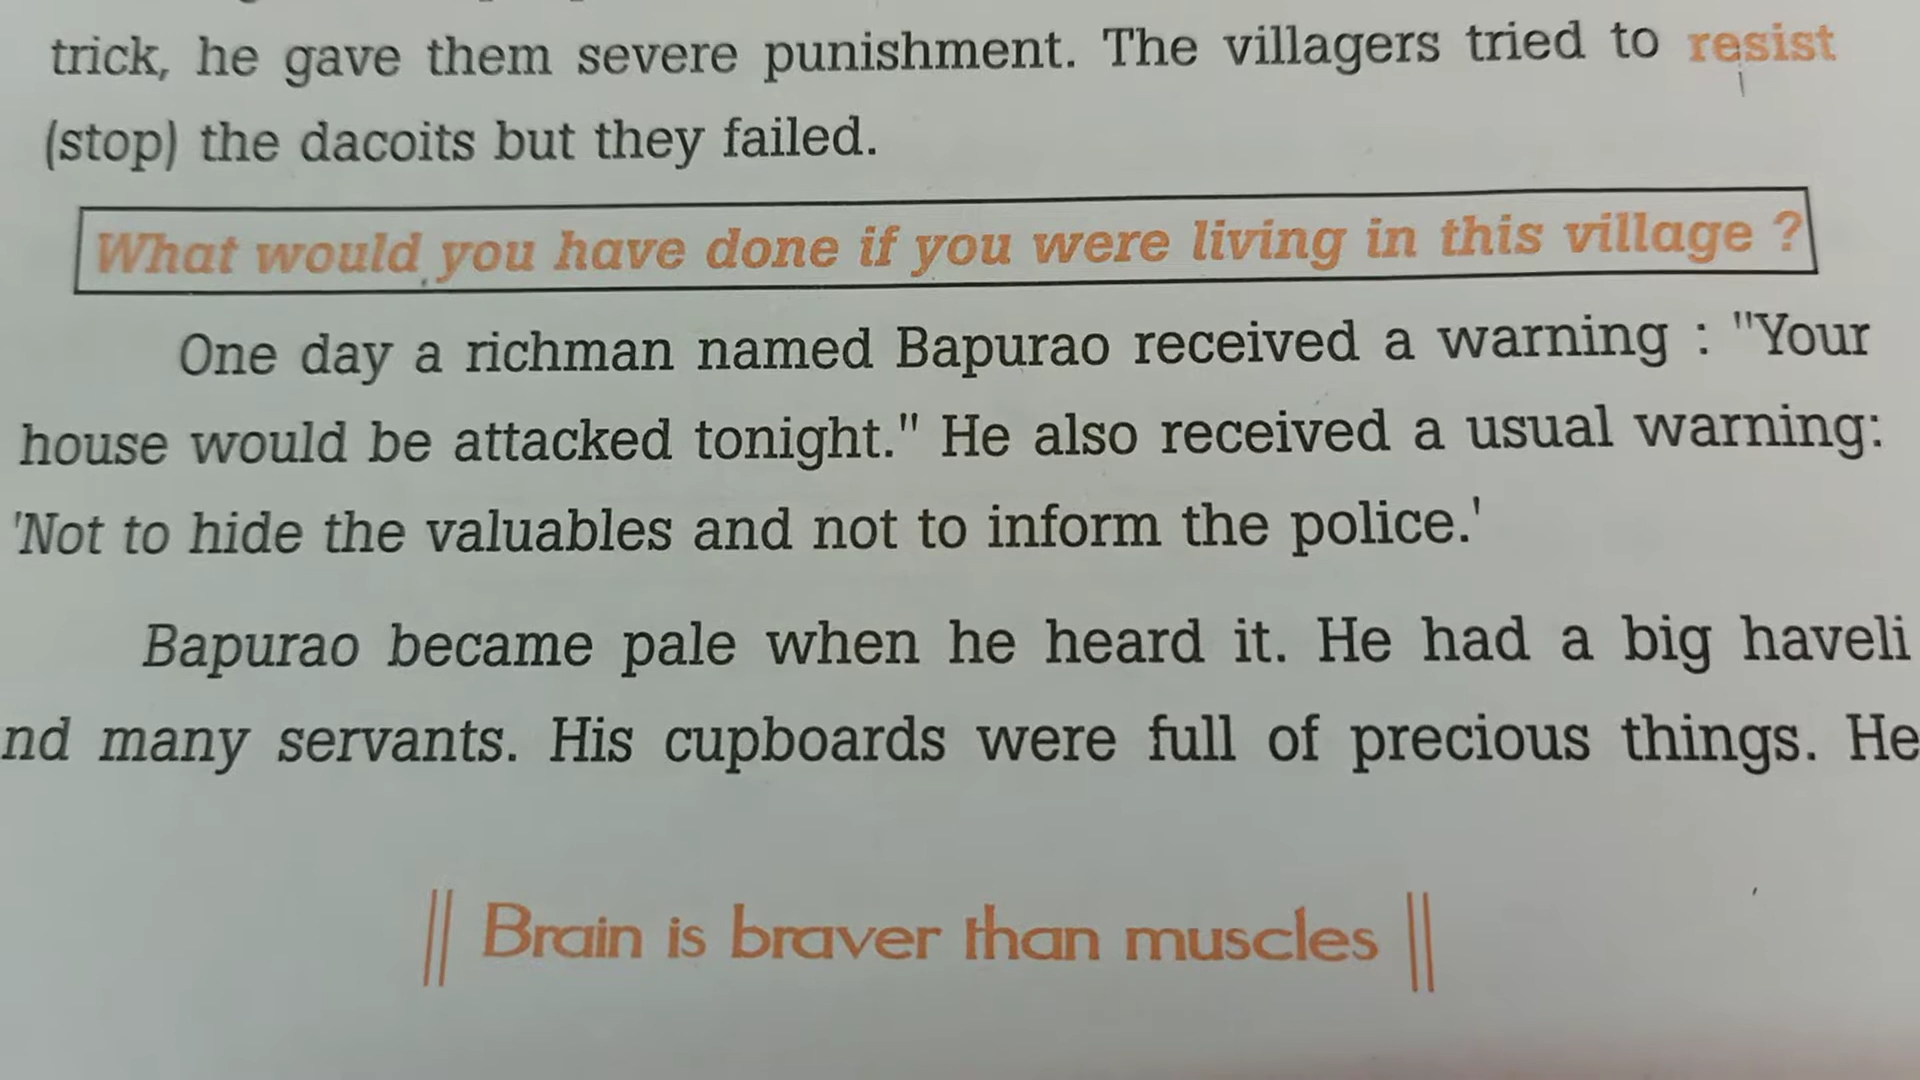 trick, he gave them severe punishment. The villagers tried to resist
(stop) the dacoits but they failed.
What would you have done if you were living in this village ?
One day a richman named Bapurao received a warning : "Your
house would be attacked tonight." He also received a usual warning:
'Not to hide the valuables and not to inform the police.'
Bapurao became pale when he heard it. He had a big haveli
nd many servants. His cupboards were full of precious things. He
|| Brain is braver than muscles ||